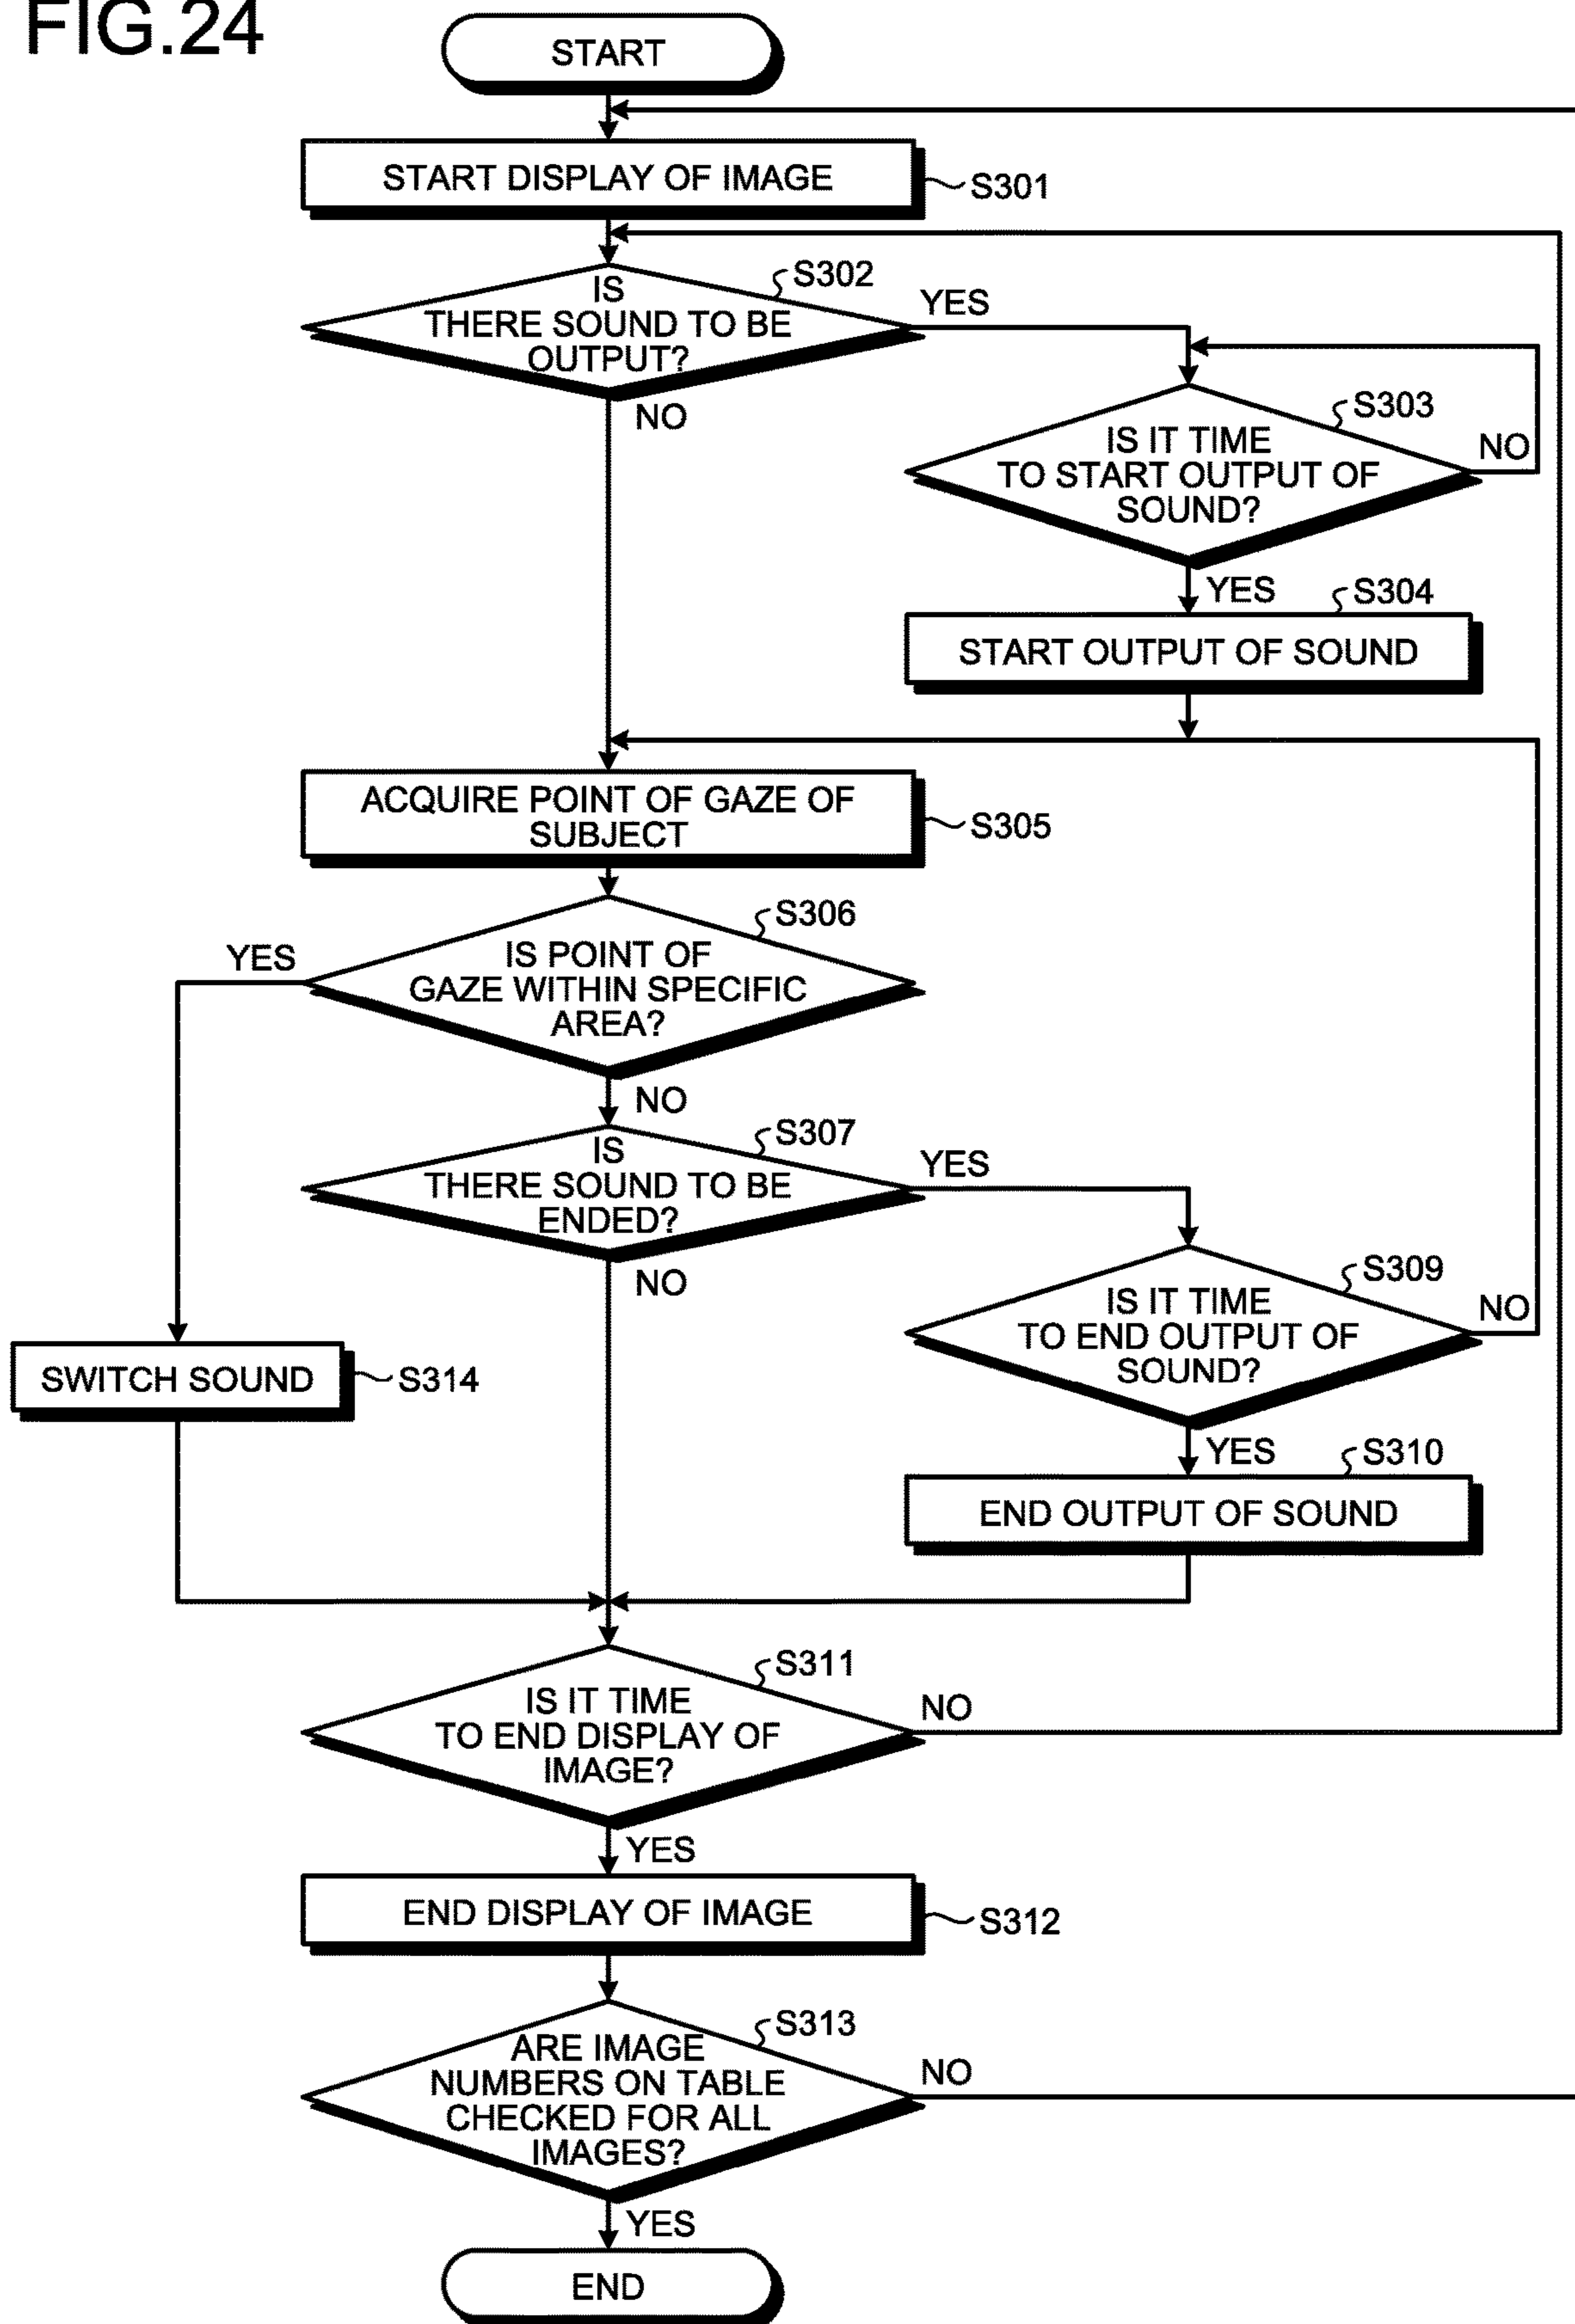 FIG.24
START
START DISPLAY OF IMAGE
S301
S302
IS
THERE SOUND TO BE
OUTPUT?
YES
NO
S303
IS IT TIME
TO START OUTPUT OF
SOUND?
NO
YES
S304
START OUTPUT OF SOUND
ACQUIRE POINT OF GAZE OF
SUBJECT
S305
S306
IS POINT OF
GAZE WITHIN SPECIFIC
AREA?
YES
NO
S307
IS
THERE SOUND TO BE
ENDED?
YES
NO
S309
IS IT TIME
TO END OUTPUT OF
SOUND?
NO
SWITCH SOUND
S314
YES
S310
END OUTPUT OF SOUND
S311
IS IT TIME
TO END DISPLAY OF
IMAGE?
NO
YES
END DISPLAY OF IMAGE
S312
S313
ARE IMAGE
NUMBERS ON TABLE
CHECKED FOR ALL
IMAGES?
NO
YES
END